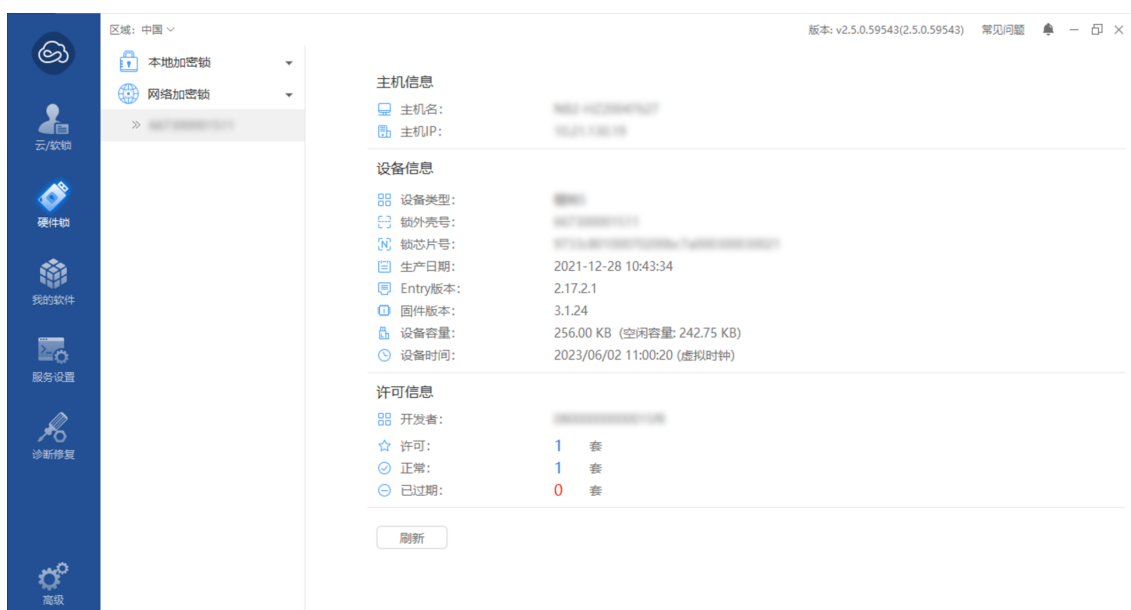 区域: 中国
版本: v2.5.0.59543(2.5.0.59543) 常见问题
云/软锁
硬件锁
我的软件
服务设置
诊断修复
高级
本地加密锁
网络加密锁
主机信息
主机名:
主机IP:
设备信息
设备类型:
锁外壳号:
锁芯片号:
生产日期: 2021-12-28 10:43:34
Entry版本: 2.17.2.1
固件版本: 3.1.24
设备容量: 256.00 KB (空闲容量: 242.75 KB)
设备时间: 2023/06/02 11:00:20 (虚拟时钟)
许可信息
开发者:
许可: 1 套
正常: 1 套
已过期: 0 套
刷新